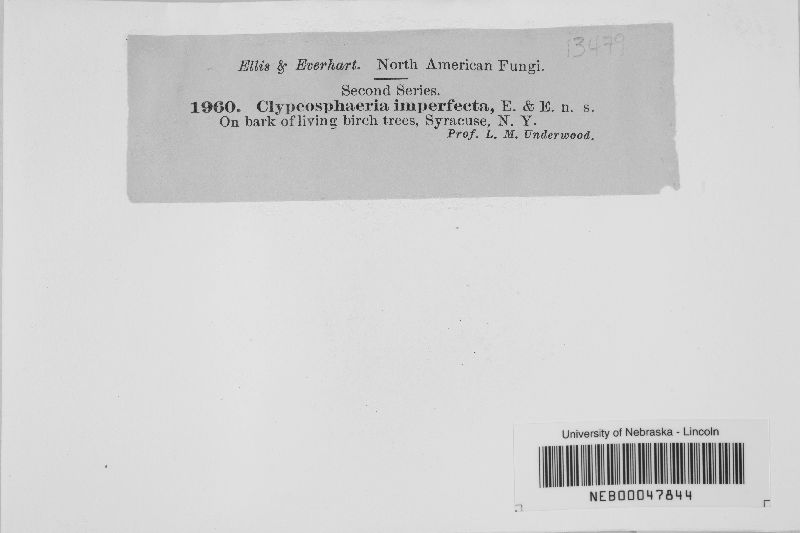 13479
Ellis & Everhart. North American Fungi.
Second Series.
1960. Clypeosphaeria imperfecta, E. & E. n. s.
On bark of living birch trees, Syracuse, N. Y.
Prof. L. M. Underwood.
University of Nebraska - Lincoln
NEB00047844